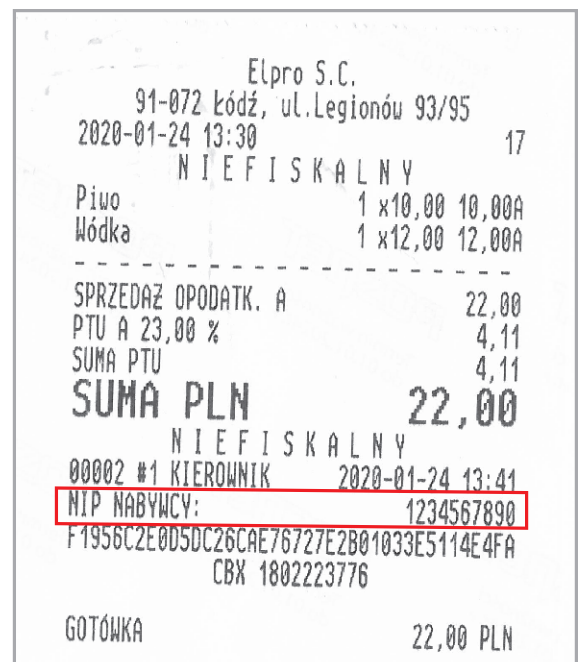 Elpro S.C.
91-072 Łódź, ul.Legionów 93/95
2020-01-24 13:30 17
N I E F I S K A L N Y
Piwo 1 x10,00 10,00A
Wódka 1 x12,00 12,00A
- - - - - - - - - - - - - - - - - - - -
SPRZEDAŻ OPODATK. A 22,00
PTU A 23,00 % 4,11
SUMA PTU 4,11
SUMA PLN 22,00
N I E F I S K A L N Y
00002 #1 KIEROWNIK 2020-01-24 13:41
NIP NABYWCY: 1234567890
F1956C2E0D5DC26CAE76727E2B01033E5114E4FA
CBX 1802223776
GOTÓWKA 22,00 PLN